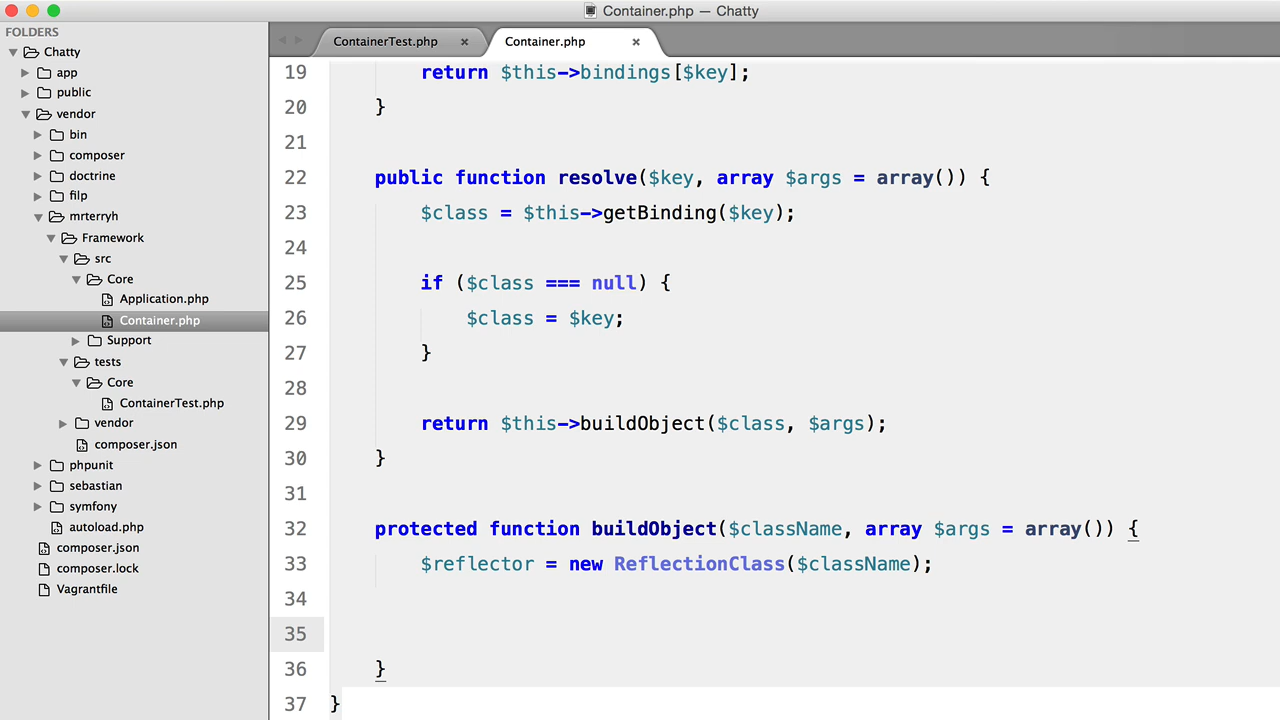 Container.php — Chatty
FOLDERS
Chatty
app
public
vendor
bin
composer
doctrine
filp
mrterryh
Framework
src
Core
Application.php
Container.php
Support
tests
Core
ContainerTest.php
vendor
composer.json
phpunit
sebastian
symfony
autoload.php
composer.json
composer.lock
Vagrantfile
ContainerTest.php
Container.php
19 return $this->bindings[$key];
20 }
21
22 public function resolve($key, array $args = array()) {
23 $class = $this->getBinding($key);
24
25 if ($class === null) {
26 $class = $key;
27 }
28
29 return $this->buildObject($class, $args);
30 }
31
32 protected function buildObject($className, array $args = array()) {
33 $reflector = new ReflectionClass($className);
34
35
36 }
37 }